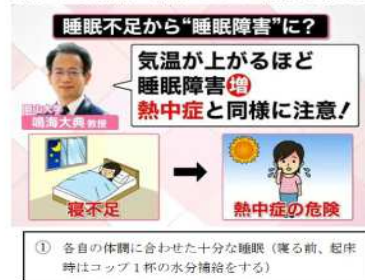 睡眠不足から“睡眠障害”に?
気温が上がるほど
睡眠障害増
熱中症と同様に注意!
岡山大学
鳴海大典教授
寝不足
熱中症の危険
① 各自の体調に合わせた十分な睡眠(寝る前、起床
時はコップ1杯の水分補給をする)